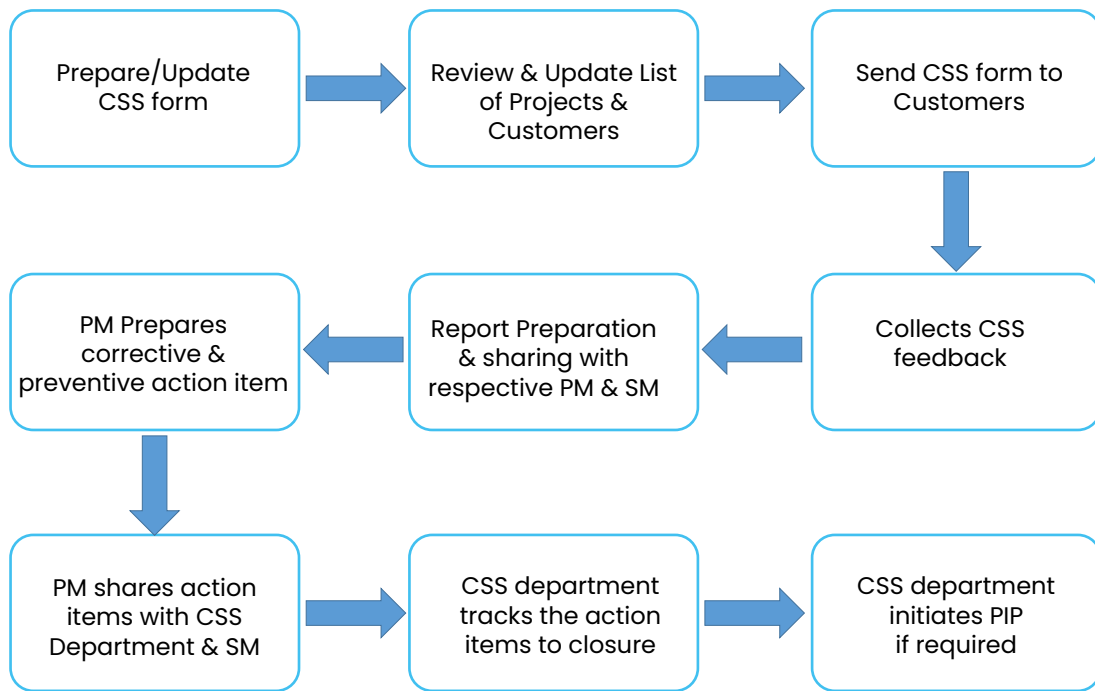 Prepare/Update
CSS form
Review & Update List
of Projects &
Customers
Send CSS form to
Customers
Collects CSS
feedback
Report Preparation
& sharing with
respective PM & SM
PM Prepares
corrective &
preventive action item
PM shares action
items with CSS
Department & SM
CSS department
tracks the action
items to closure
CSS department
initiates PIP
if required